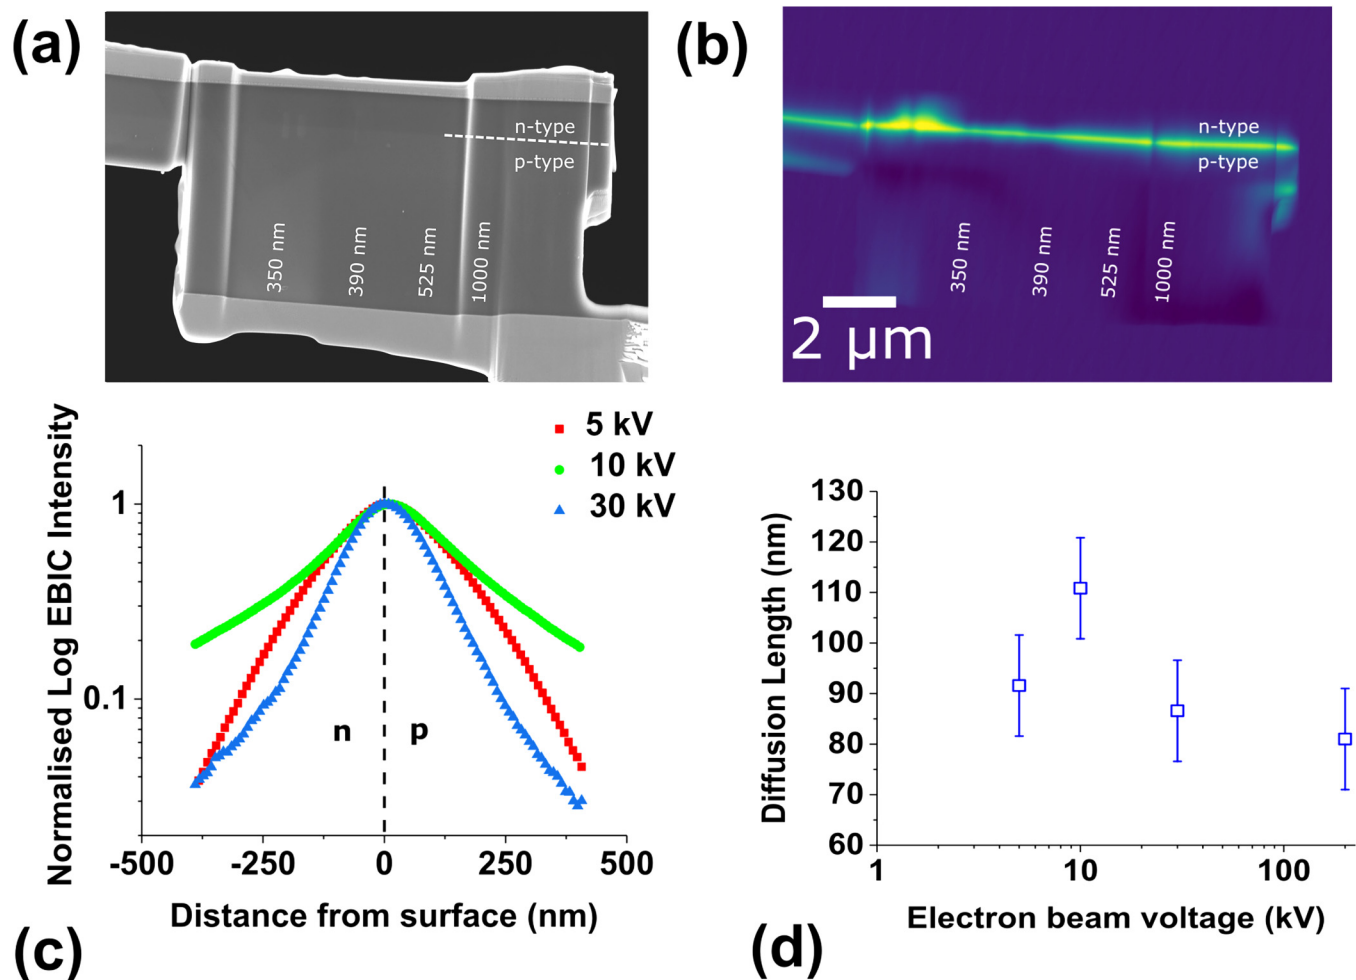 (a)
n-type
p-type
350 nm
390 nm
525 nm
1000 nm
(b)
n-type
p-type
350 nm
390 nm
525 nm
1000 nm
2 μm
Normalised Log EBIC Intensity
5 kV
10 kV
30 kV
1
0.1
n
p
-500
-250
0
250
500
Distance from surface (nm)
(c)
Diffusion Length (nm)
130
120
110
100
90
80
70
60
1
10
100
Electron beam voltage (kV)
(d)